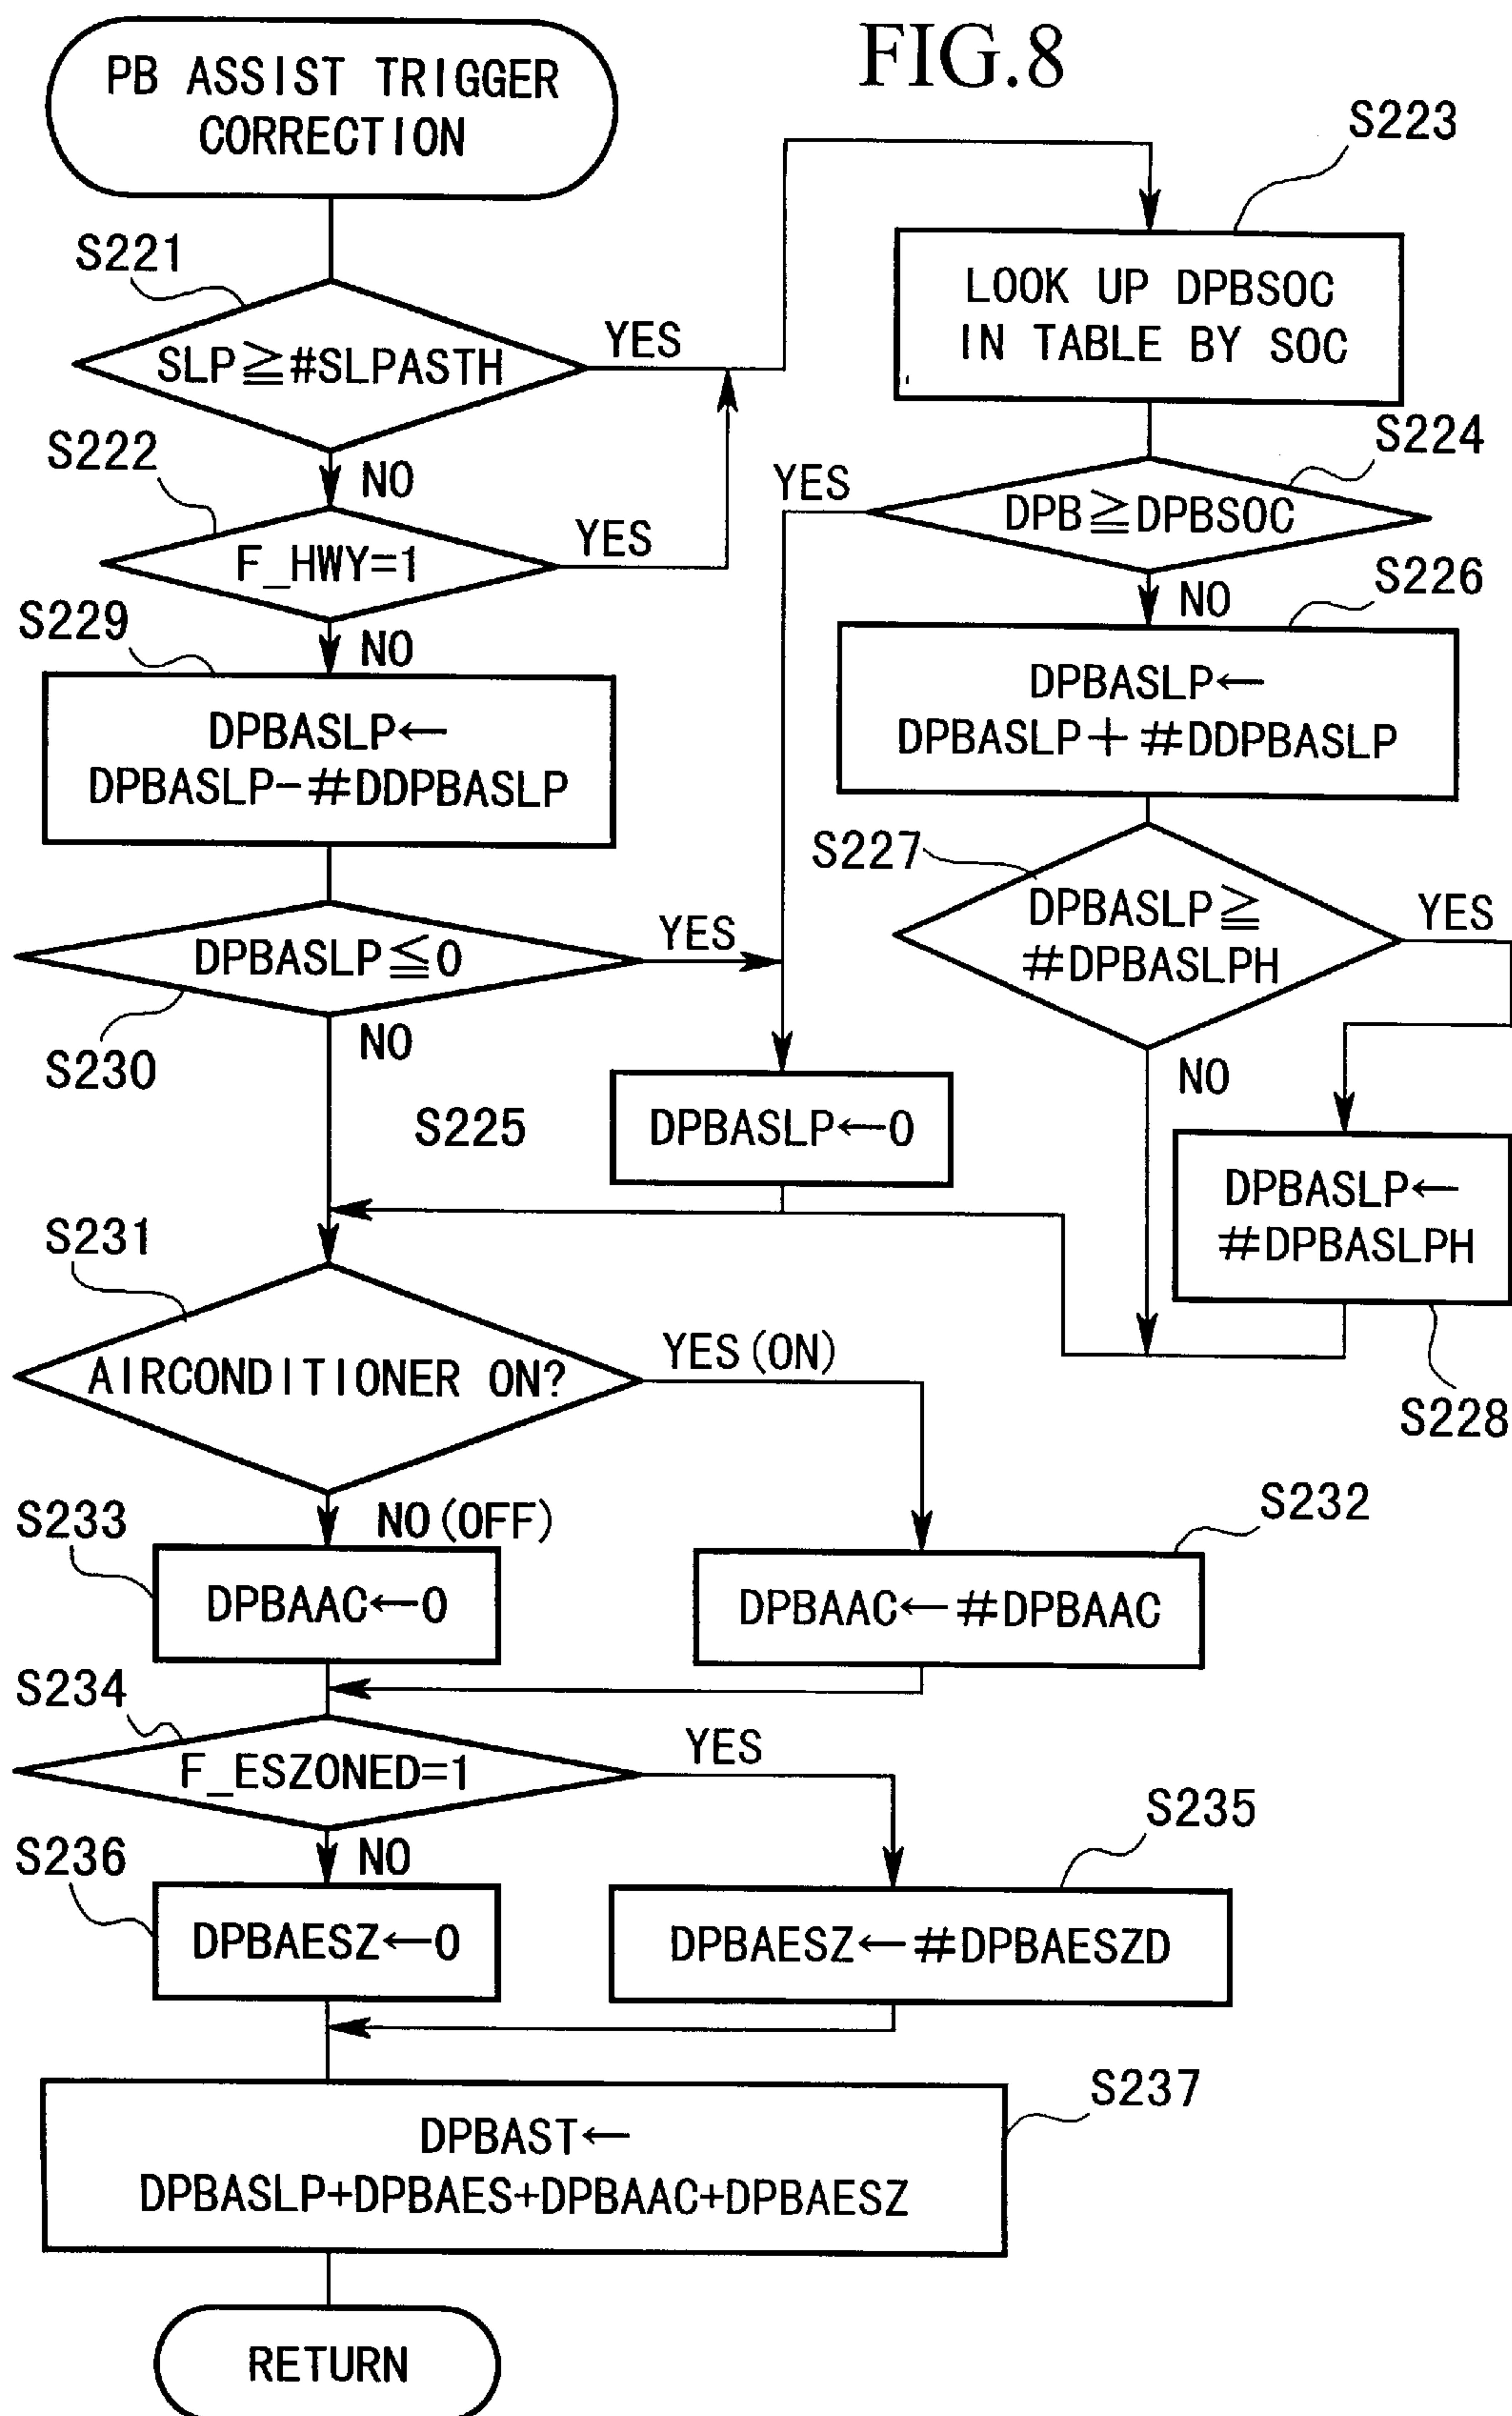 FIG.8
PB ASSIST TRIGGER
CORRECTION
S221
SLP≧#SLPASTH
YES
NO
S222
F_HWY=1
YES
NO
S223
LOOK UP DPBSOC
IN TABLE BY SOC
S224
DPB≧DPBSOC
YES
NO
S226
DPBASLP←
DPBASLP+#DDPBASLP
S227
DPBASLP≧
#DPBASLPH
YES
NO
DPBASLP←
#DPBASLPH
S228
S229
DPBASLP←
DPBASLP-#DDPBASLP
DPBASLP≦0
YES
NO
S230
S225
DPBASLP←0
S231
AIRCONDITIONER ON?
YES(ON)
NO(OFF)
S233
DPBAAC←0
S232
DPBAAC←#DPBAAC
S234
F_ESZONED=1
YES
NO
S235
DPBAESZ←#DPBAESZD
S236
DPBAESZ←0
S237
DPBAST←
DPBASLP+DPBAES+DPBAAC+DPBAESZ
RETURN